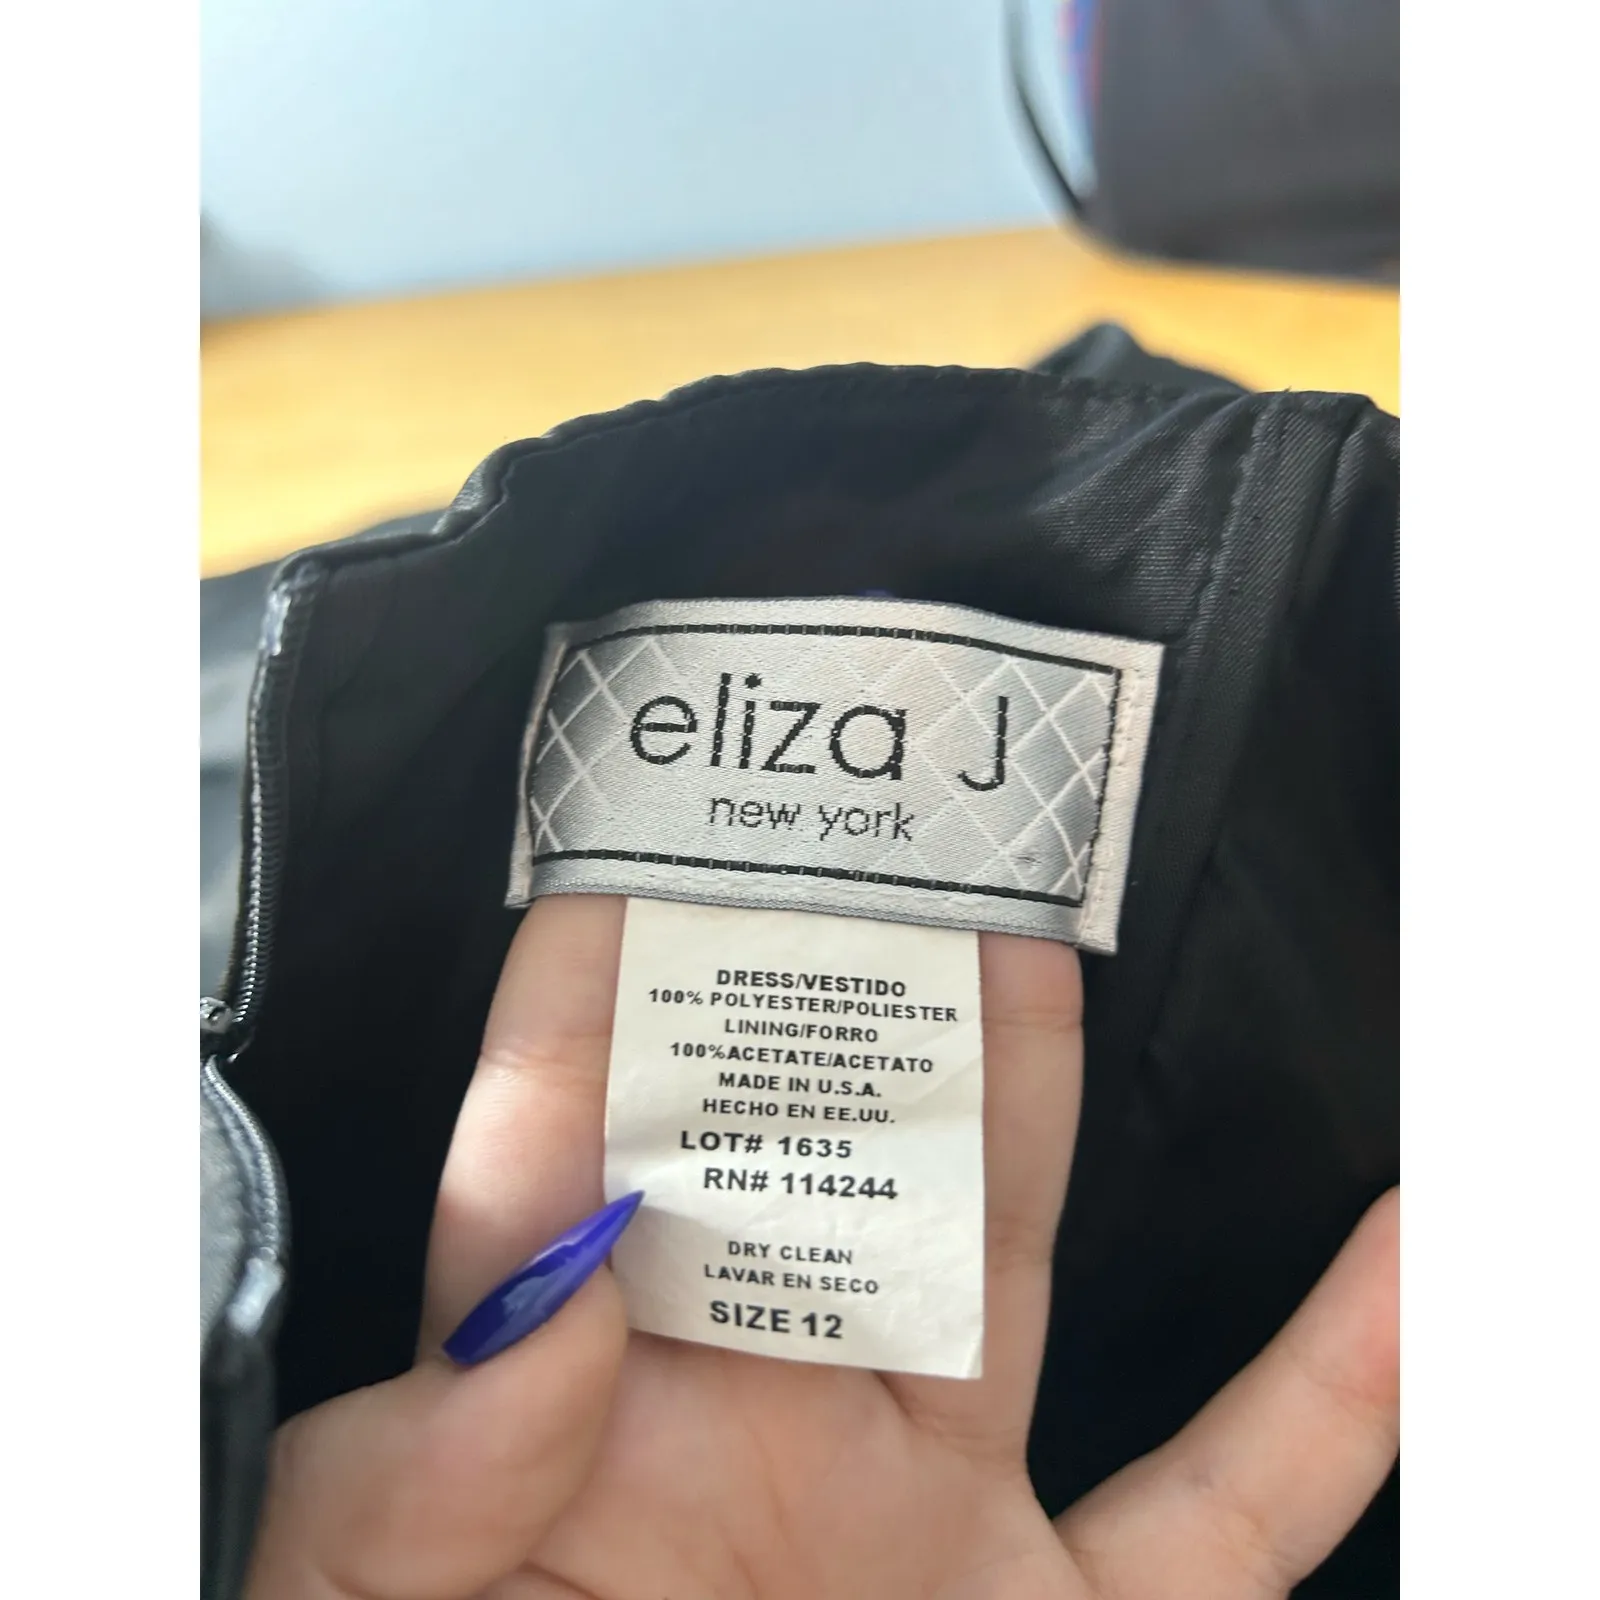 eliza J
new york
DRESS/VESTIDO
100% POLYESTER/POLIESTER
LINING/FORRO
100%ACETATE/ACETATO
MADE IN U.S.A.
HECHO EN EE.UU.
LOT# 1635
RN# 114244
DRY CLEAN
LAVAR EN SECO
SIZE 12